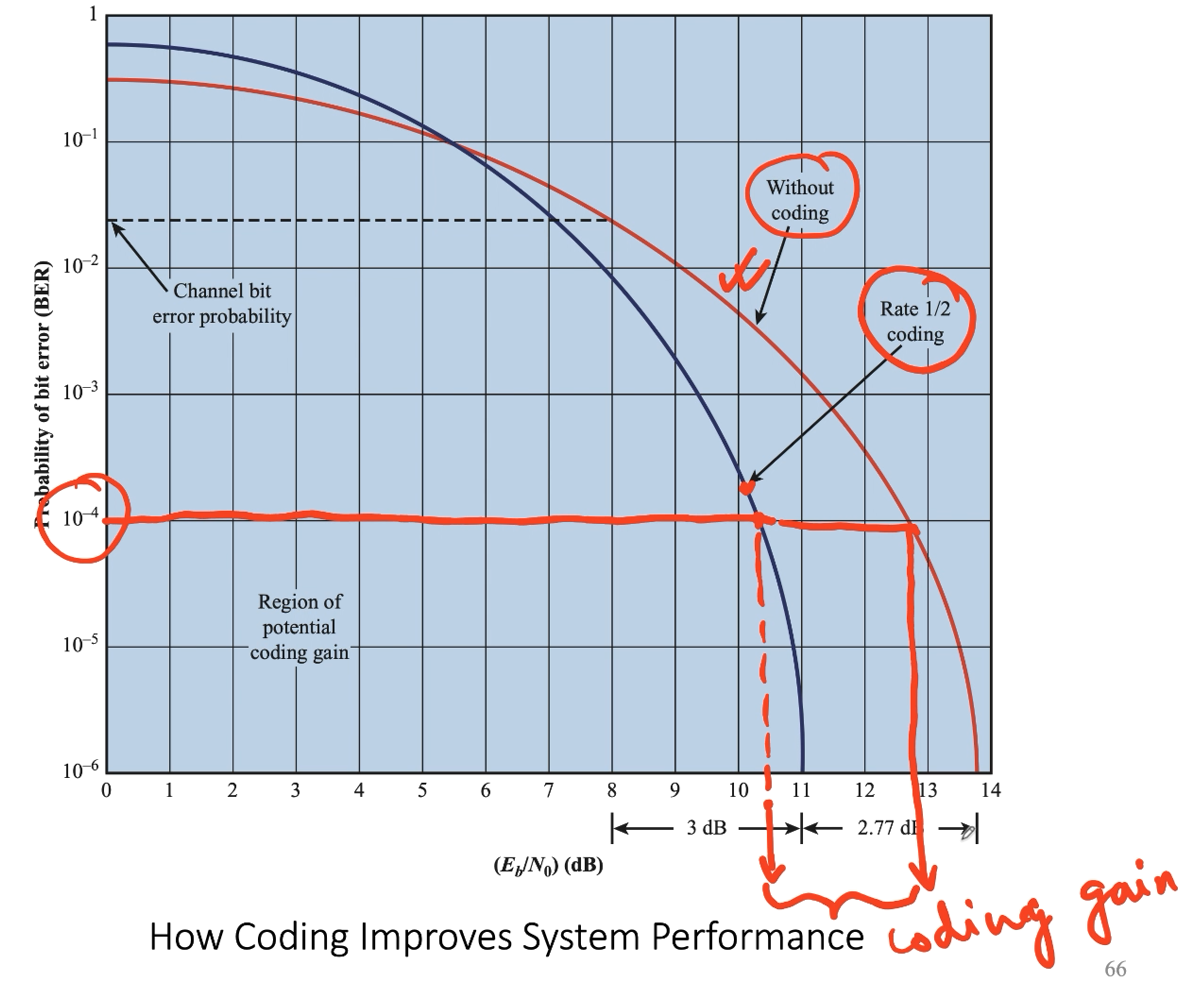 1
10⁻¹
10⁻²
10⁻³
10⁻⁴
10⁻⁵
10⁻⁶
Probability of bit error (BER)
Without
coding
Channel bit
error probability
Rate 1/2
coding
Region of
potential
coding gain
0 1 2 3 4 5 6 7 8 9 10 11 12 13 14
3 dB 2.77 dB
(E_b/N_0) (dB)
How Coding Improves System Performance
coding gain
66